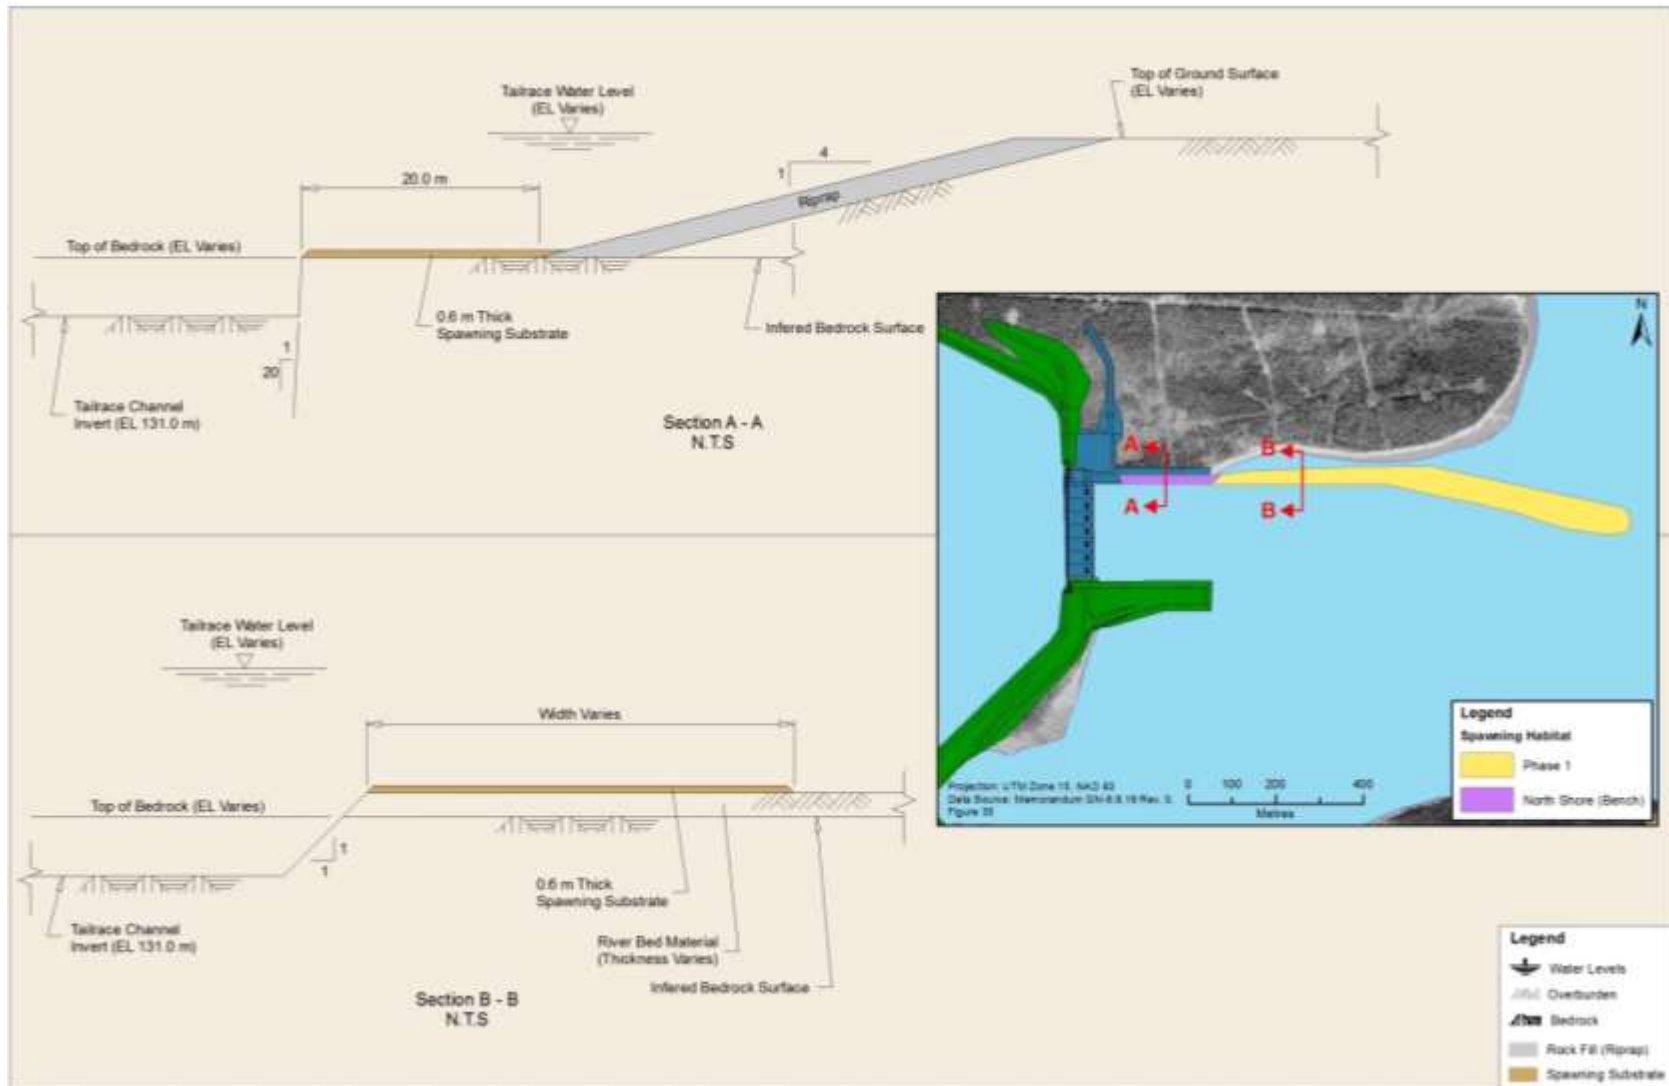 Tailrace Water Level
(EL Varies)
Top of Ground Surface
(EL Varies)
4
1
20.0 m
Riprap
Top of Bedrock (EL Varies)
0.6 m Thick
Spawning Substrate
Infered Bedrock Surface
1
20
Tailrace Channel
Invert (EL 131.0 m)
Section A - A
N.T.S
N
A
B
A
B
Legend
Spawning Habitat
Phase 1
North Shore (Bench)
Projection: UTM Zone 15, NAD 83
Data Source: Memorandum
Figure
0 100 200 400
Metres
Tailrace Water Level
(EL Varies)
Width Varies
Top of Bedrock (EL Varies)
1
1
0.6 m Thick
Spawning Substrate
Tailrace Channel
Invert (EL 131.0 m)
River Bed Material
(Thickness Varies)
Infered Bedrock Surface
Section B - B
N.T.S
Legend
Water Levels
Overburden
Bedrock
Rock Fill (Riprap)
Spawning Substrate